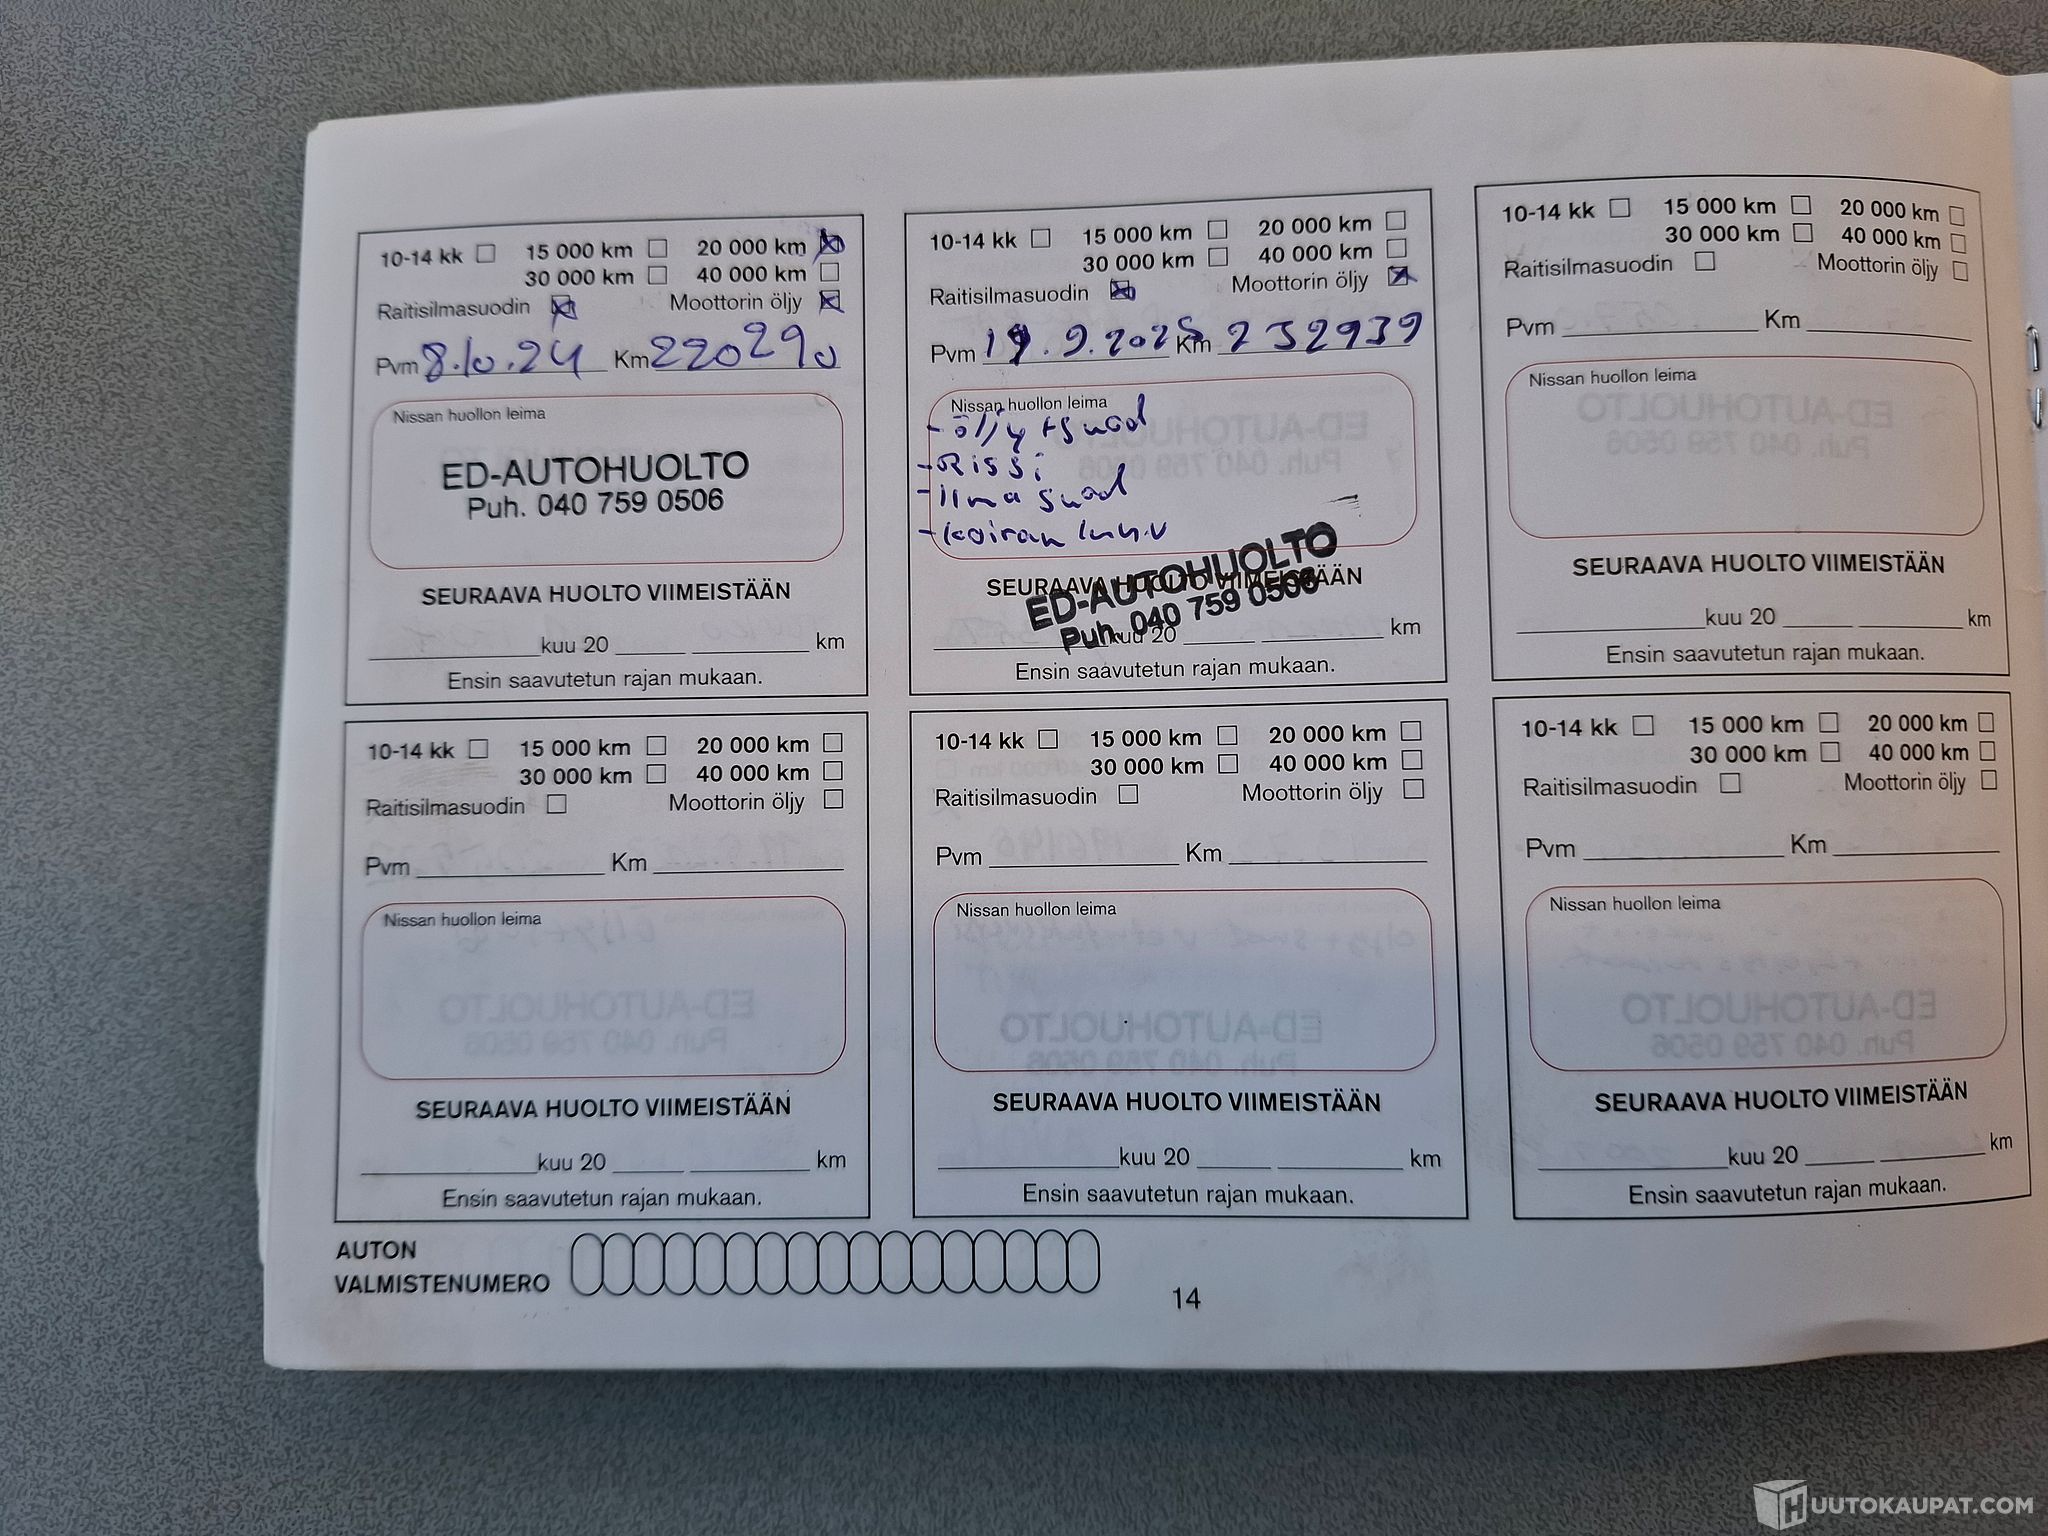 10-14 kk 15 000 km 20 000 km
30 000 km 40 000 km
Raitisilmasuodin Moottorin öljy
Pvm 8.10.24 Km 220290
Nissan huollon leima
ED-AUTOHUOLTO
Puh. 040 759 0506
SEURAAVA HUOLTO VIIMEISTÄÄN
kuu 20 km
Ensin saavutetun rajan mukaan.
10-14 kk 15 000 km 20 000 km
30 000 km 40 000 km
Raitisilmasuodin Moottorin öljy
Pvm 19.9.2025 Km 232939
Nissan huollon leima
- öljy + suod
- Rissi
- ilma suod
ED-AUTOHUOLTO
Puh. 040 759 0506
SEURAAVA HUOLTO VIIMEISTÄÄN
kuu 20 km
Ensin saavutetun rajan mukaan.
10-14 kk 15 000 km 20 000 km
30 000 km 40 000 km
Raitisilmasuodin Moottorin öljy
Pvm Km
Nissan huollon leima
SEURAAVA HUOLTO VIIMEISTÄÄN
kuu 20 km
Ensin saavutetun rajan mukaan.
10-14 kk 15 000 km 20 000 km
30 000 km 40 000 km
Raitisilmasuodin Moottorin öljy
Pvm Km
Nissan huollon leima
SEURAAVA HUOLTO VIIMEISTÄÄN
kuu 20 km
Ensin saavutetun rajan mukaan.
10-14 kk 15 000 km 20 000 km
30 000 km 40 000 km
Raitisilmasuodin Moottorin öljy
Pvm Km
Nissan huollon leima
SEURAAVA HUOLTO VIIMEISTÄÄN
kuu 20 km
Ensin saavutetun rajan mukaan.
10-14 kk 15 000 km 20 000 km
30 000 km 40 000 km
Raitisilmasuodin Moottorin öljy
Pvm Km
Nissan huollon leima
SEURAAVA HUOLTO VIIMEISTÄÄN
kuu 20 km
Ensin saavutetun rajan mukaan.
AUTON
VALMISTENUMERO
14
HUUTOKAUPAT.COM